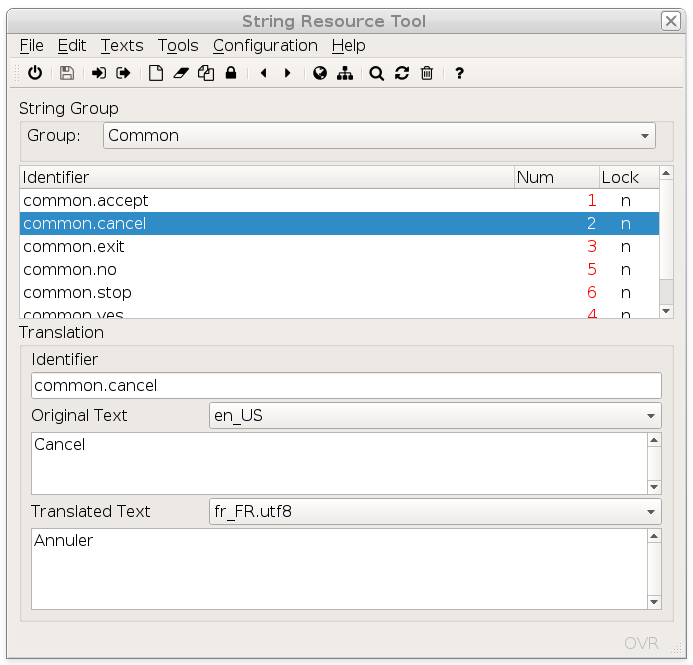 String Resource Tool
File Edit Texts Tools Configuration Help
?
String Group
Group: Common
Identifier Num Lock
common.accept 1 n
common.cancel 2 n
common.exit 3 n
common.no 5 n
common.stop 6 n
common.yes 4 n
Translation
Identifier
common.cancel
Original Text en_US
Cancel
Translated Text fr_FR.utf8
Annuler
OVR